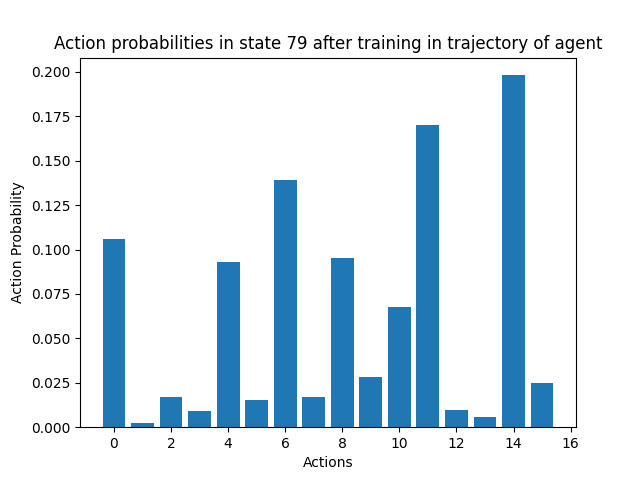 Action probabilities in state 79 after training in trajectory of agent
0.200
0.175
0.150
0.125
0.100
0.075
0.050
0.025
0.000
Action Probability
0 2 4 6 8 10 12 14 16
Actions